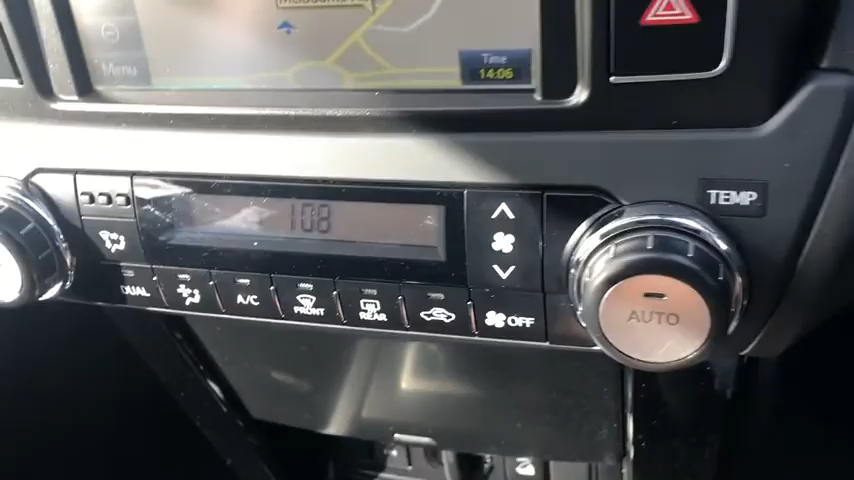 Menu
Time
14:06
TEMP
108
DUAL
A/C
FRONT
REAR
OFF
AUTO